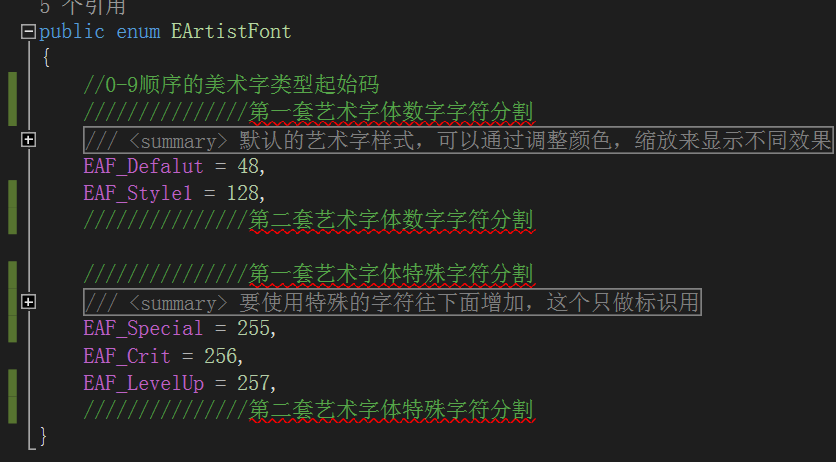 5 个引用
public enum EArtistFont
{
//0-9顺序的美术字类型起始码
///////////////第一套艺术字体数字字符分割
/// <summary> 默认的艺术字样式，可以通过调整颜色，缩放来显示不同效果
EAF_Defalut = 48,
EAF_Style1 = 128,
///////////////第二套艺术字体数字字符分割
///////////////第一套艺术字体特殊字符分割
/// <summary> 要使用特殊的字符往下面增加，这个只做标识用
EAF_Special = 255,
EAF_Crit = 256,
EAF_LevelUp = 257,
///////////////第二套艺术字体特殊字符分割
}